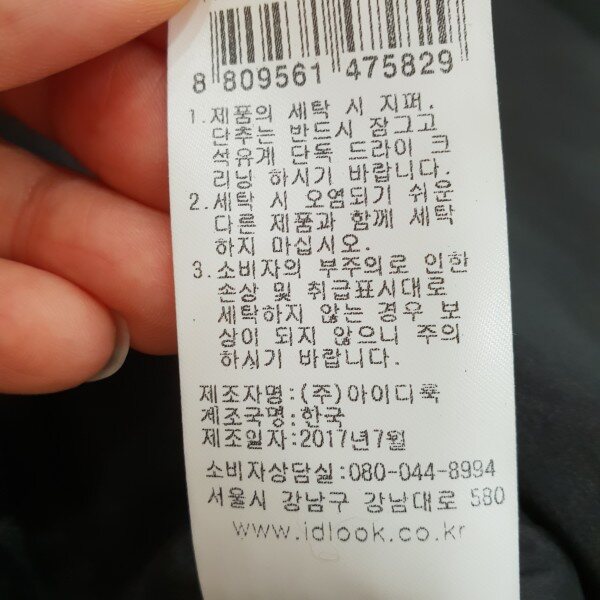 8 809561 475829
1. 제품의 세탁 시 지퍼.
단추는 반드시 잠그고
석유계 단독 드라이 크
리닝 하시기 바랍니다.
2. 세탁 시 오염되기 쉬운
다른 제품과 함께 세탁
하지 마십시오.
3. 소비자의 부주의로 인한
손상 및 취급표시대로
세탁하지 않는 경우 보
상이 되지 않으니 주의
하시기 바랍니다.
제조자명:(주)아이디룩
제조국명:한국
제조일자:2017년7월
소비자상담실:080-044-8994
서울시 강남구 강남대로 580
www.idlook.co.kr